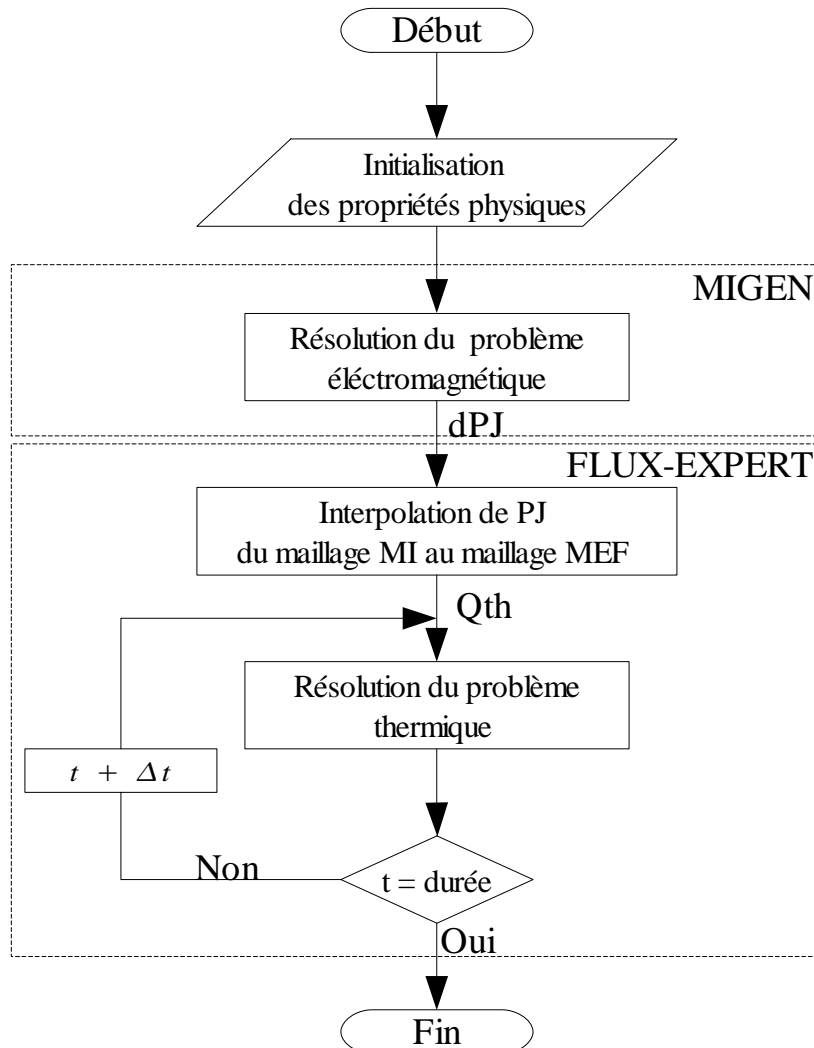 Début
Initialisation
des propriétés physiques
MIGEN
Résolution du problème
éléctromagnétique
dPJ
FLUX-EXPERT
Interpolation de PJ
du maillage MI au maillage MEF
Qth
Résolution du problème
thermique
t + Δt
Non
t = durée
Oui
Fin